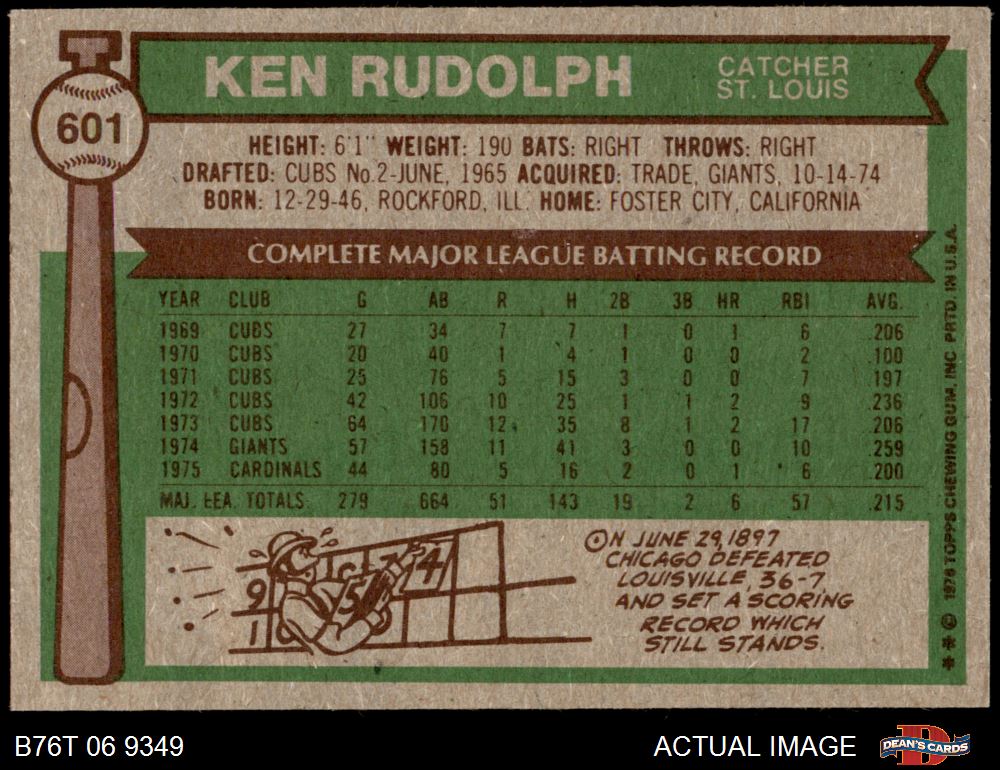 KEN RUDOLPH
CATCHER
ST. LOUIS
601
HEIGHT: 6'1" WEIGHT: 190 BATS: RIGHT THROWS: RIGHT
DRAFTED: CUBS No.2-JUNE, 1965 ACQUIRED: TRADE, GIANTS, 10-14-74
BORN: 12-29-46, ROCKFORD, ILL. HOME: FOSTER CITY, CALIFORNIA
COMPLETE MAJOR LEAGUE BATTING RECORD
YEAR CLUB G AB R H 2B 3B HR RBI AVG.
1969 CUBS 27 34 7 7 1 0 1 6 .206
1970 CUBS 20 40 1 4 1 0 0 2 .100
1971 CUBS 25 76 5 15 3 0 0 7 .197
1972 CUBS 42 106 10 25 1 1 2 9 .236
1973 CUBS 64 170 12 35 8 1 2 17 .206
1974 GIANTS 57 158 11 41 3 0 0 10 .259
1975 CARDINALS 44 80 5 16 2 0 1 6 .200
MAJ. LEA. TOTALS 279 664 51 143 19 2 6 57 .215
ON JUNE 29, 1897
CHICAGO DEFEATED
LOUISVILLE, 36-7
AND SET A SCORING
RECORD WHICH
STILL STANDS.
9
1
5
4
** © 1976 TOPPS CHEWING GUM, INC. PRTD. IN U.S.A.
B76T 06 9349
ACTUAL IMAGE
DEAN'S CARDS